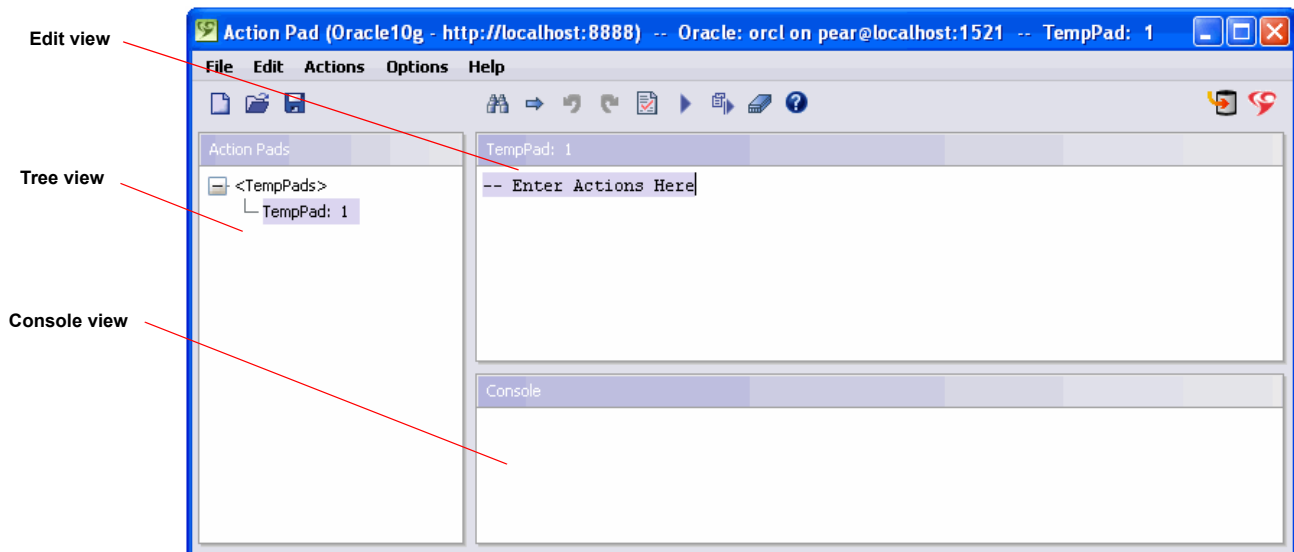 Edit view
Action Pad (Oracle10g - http://localhost:8888) -- Oracle: orcl on pear@localhost:1521 -- TempPad: 1
File Edit Actions Options Help
Action Pads
TempPad: 1
Tree view
<TempPads>
TempPad: 1
-- Enter Actions Here
Console view
Console